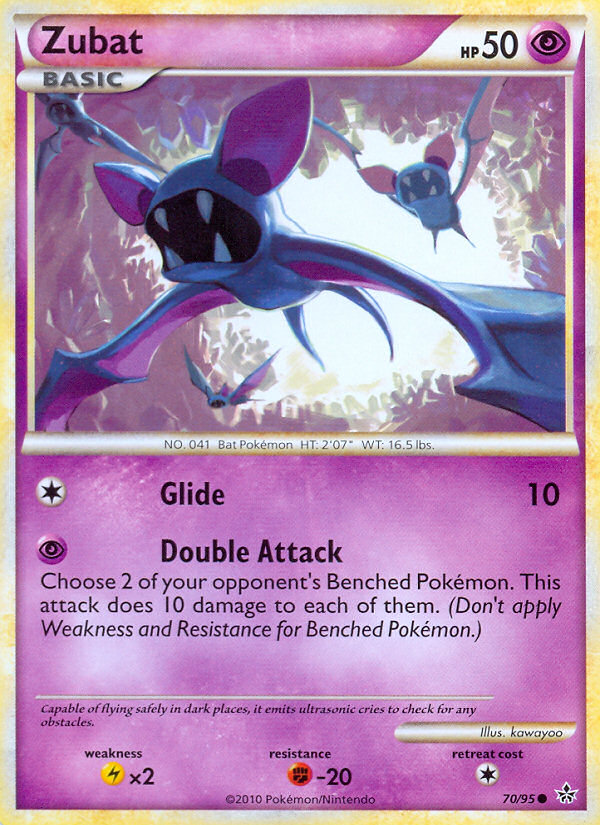 Zubat
HP 50
BASIC
NO. 041 Bat Pokémon HT: 2'07" WT: 16.5 lbs.
Glide 10
Double Attack
Choose 2 of your opponent's Benched Pokémon. This
attack does 10 damage to each of them. (Don't apply
Weakness and Resistance for Benched Pokémon.)
Capable of flying safely in dark places, it emits ultrasonic cries to check for any
obstacles.
Illus. kawayoo
weakness resistance retreat cost
×2 -20
©2010 Pokémon/Nintendo 70/95